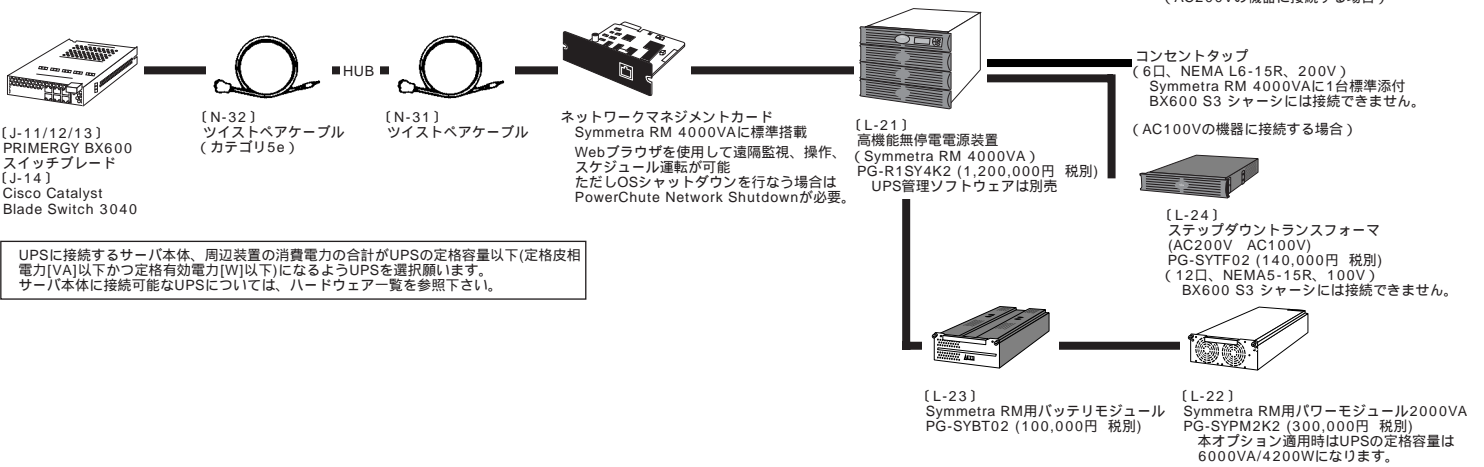 （AC200Vの機器に接続する場合）
コンセントタップ
（6口、NEMA L6-15R、200V）
Symmetra RM 4000VAに1台標準添付
BX600 S3 シャーシには接続できません。
（AC100Vの機器に接続する場合）
HUB
〔J-11/12/13〕
PRIMERGY BX600
スイッチブレード
〔J-14〕
Cisco Catalyst
Blade Switch 3040
〔N-32〕
ツイストペアケーブル
（カテゴリ5e）
〔N-31〕
ツイストペアケーブル
ネットワークマネジメントカード
Symmetra RM 4000VAに標準搭載
Webブラウザを使用して遠隔監視、操作、
スケジュール運転が可能
ただしOSシャットダウンを行なう場合は
PowerChute Network Shutdownが必要。
〔L-21〕
高機能無停電電源装置
（Symmetra RM 4000VA）
PG-R1SY4K2 (1,200,000円 税別)
UPS管理ソフトウェアは別売
〔L-24〕
ステップダウントランスフォーマ
(AC200V AC100V)
PG-SYTF02 (140,000円 税別)
（12口、NEMA5-15R、100V）
BX600 S3 シャーシには接続できません。
UPSに接続するサーバ本体、周辺装置の消費電力の合計がUPSの定格容量以下(定格皮相
電力[VA]以下かつ定格有効電力[W]以下)になるようUPSを選択願います。
サーバ本体に接続可能なUPSについては、ハードウェア一覧を参照下さい。
〔L-23〕
Symmetra RM用バッテリモジュール
PG-SYBT02 (100,000円 税別)
〔L-22〕
Symmetra RM用パワーモジュール2000VA
PG-SYPM2K2 (300,000円 税別)
本オプション適用時はUPSの定格容量は
6000VA/4200Wになります。